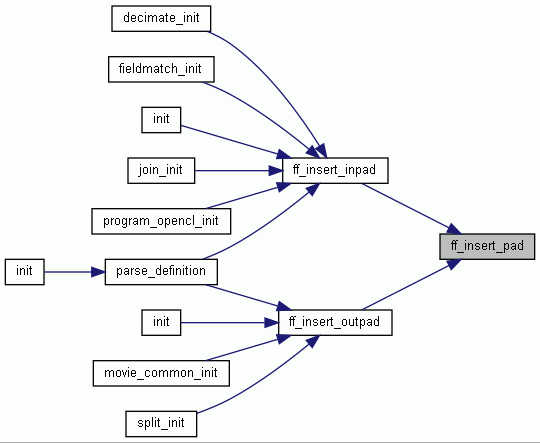 decimate_init
fieldmatch_init
init
join_init
ff_insert_inpad
program_opencl_init
ff_insert_pad
init
parse_definition
init
ff_insert_outpad
movie_common_init
split_init